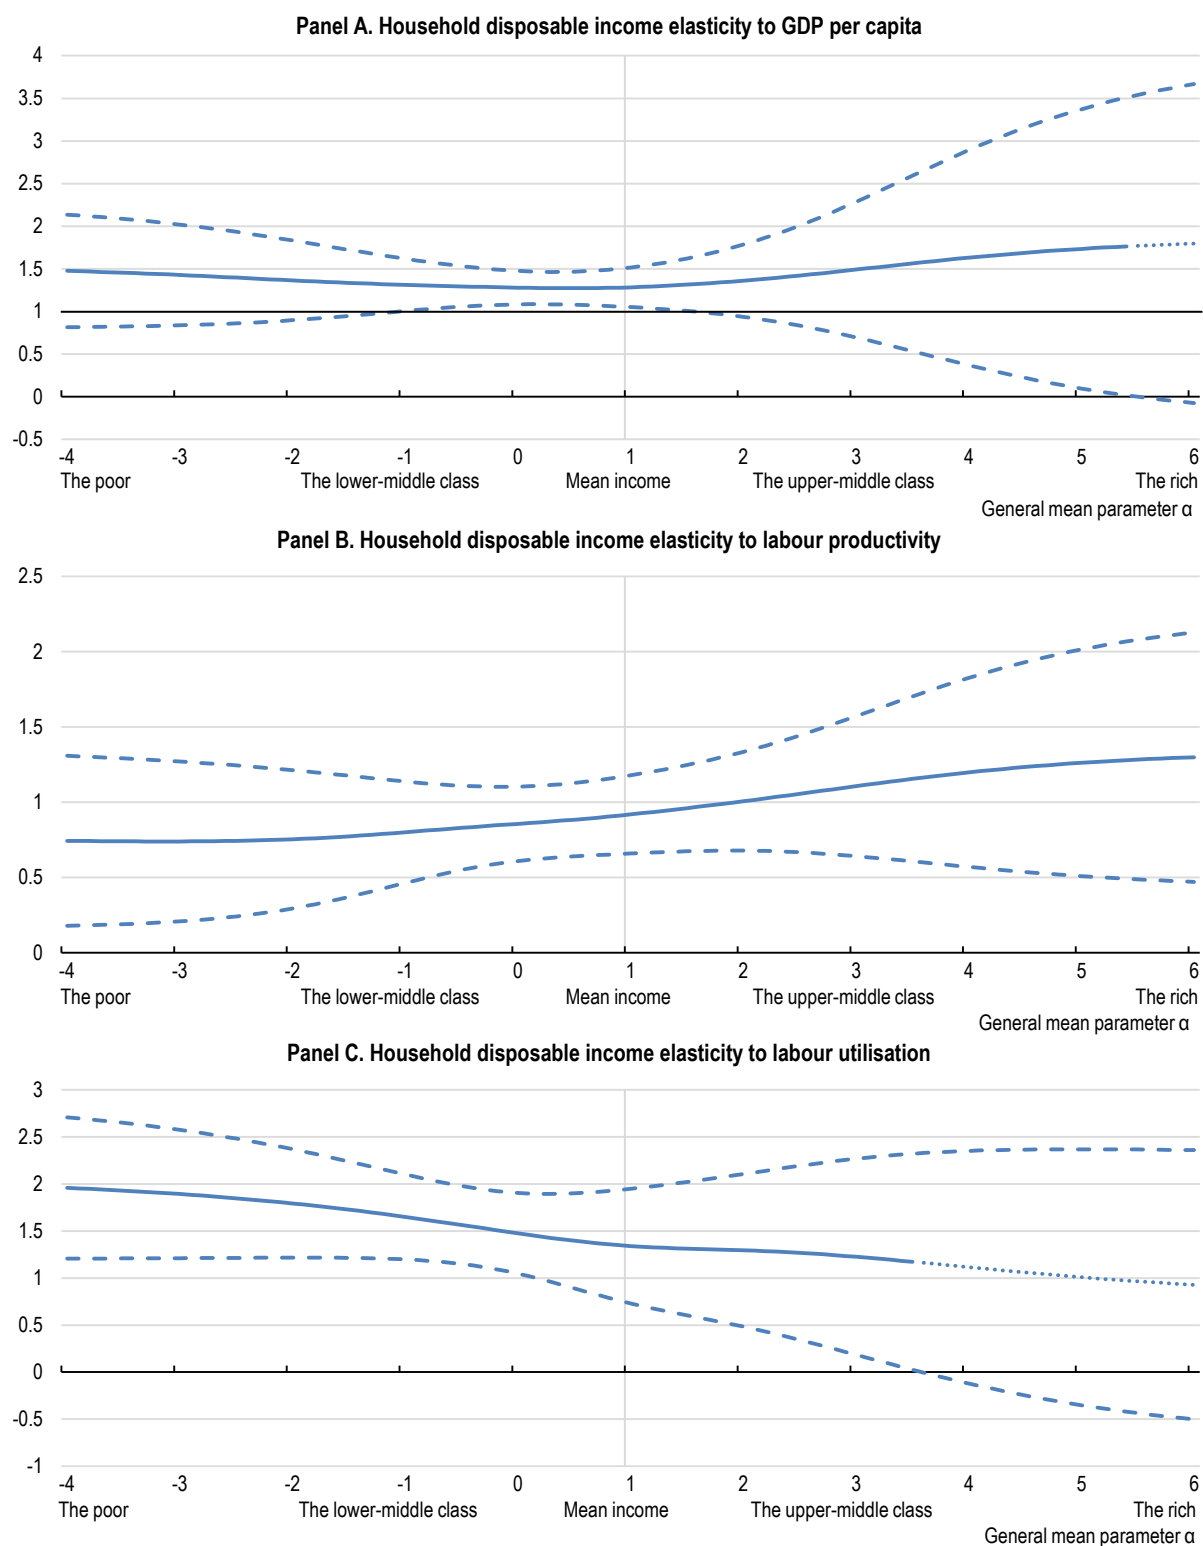 Panel A. Household disposable income elasticity to GDP per capita
4
3.5
3
2.5
2
1.5
1
0.5
0
-0.5
-4 -3 -2 -1 0 1 2 3 4 5 6
The poor The lower-middle class Mean income The upper-middle class The rich
General mean parameter α
Panel B. Household disposable income elasticity to labour productivity
2.5
2
1.5
1
0.5
0
-4 -3 -2 -1 0 1 2 3 4 5 6
The poor The lower-middle class Mean income The upper-middle class The rich
General mean parameter α
Panel C. Household disposable income elasticity to labour utilisation
3
2.5
2
1.5
1
0.5
0
-0.5
-1
-4 -3 -2 -1 0 1 2 3 4 5 6
The poor The lower-middle class Mean income The upper-middle class The rich
General mean parameter α